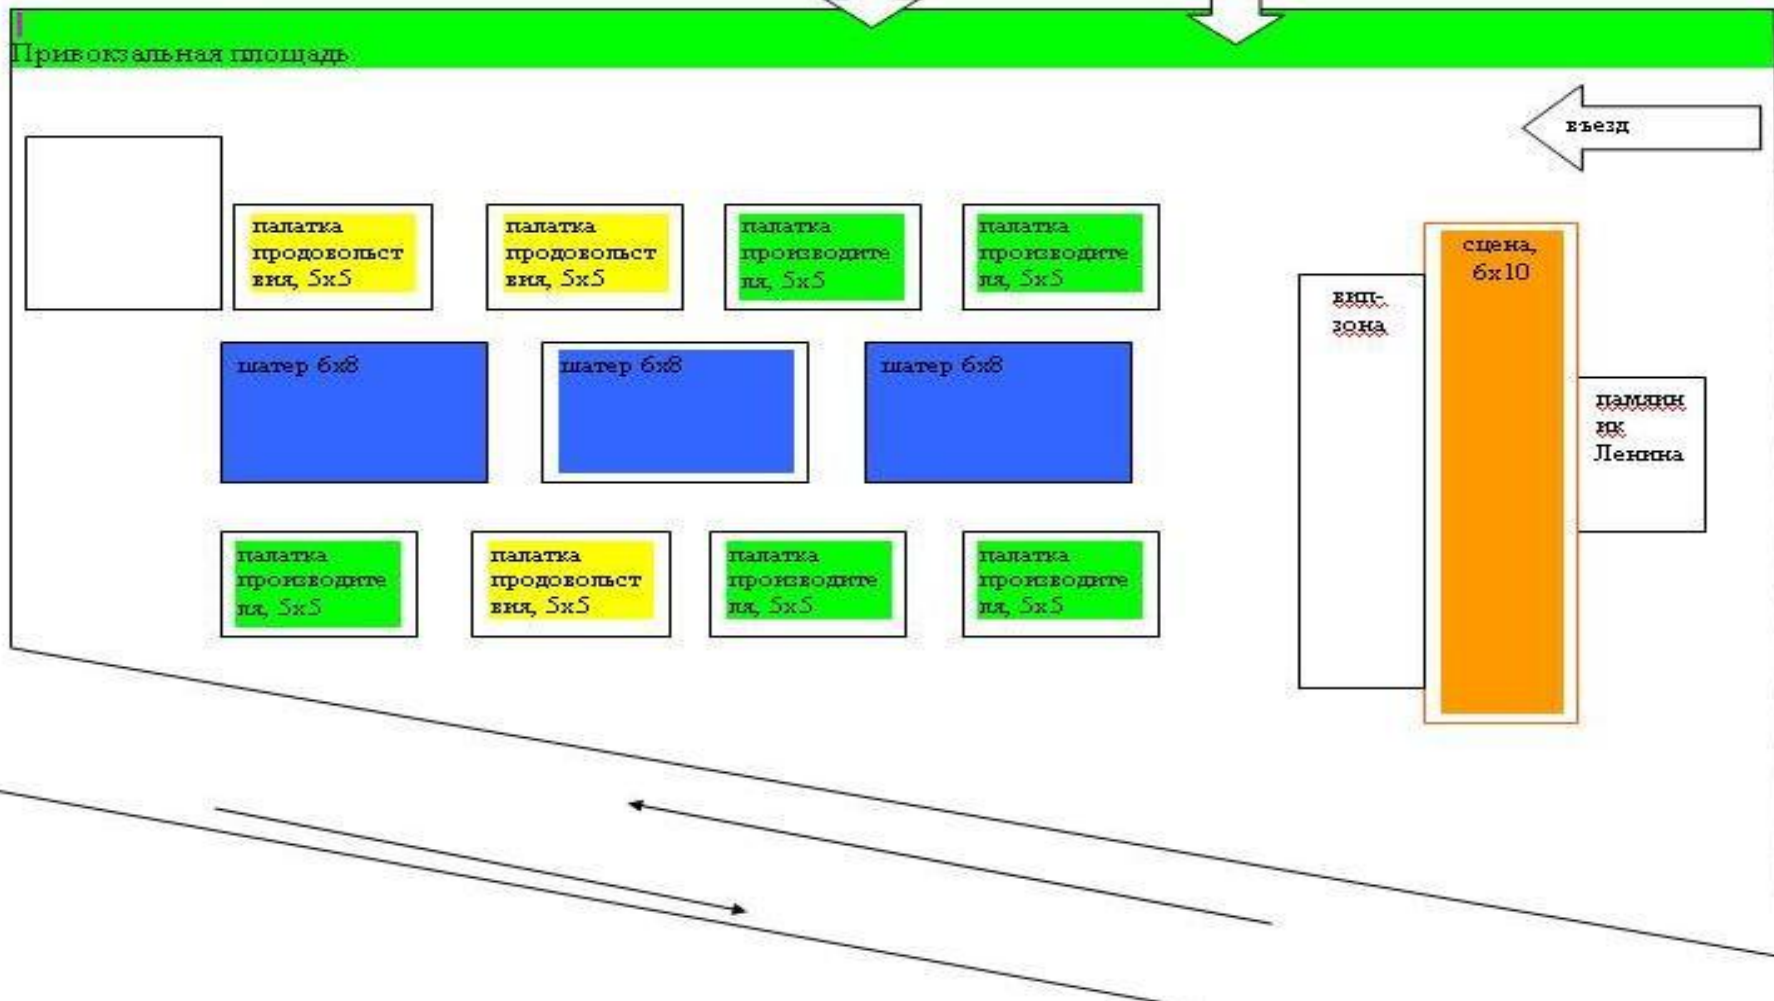 Привокзальная площадь
въезд
палатка
продовольст
вия, 5х5
палатка
продовольст
вия, 5х5
палатка
производите
ля, 5х5
палатка
производите
ля, 5х5
сцена,
6х10
вип-
зона
шатер 6х8
шатер 6х8
шатер 6х8
памяин
ик
Ленина
палатка
производите
ля, 5х5
палатка
продовольст
вия, 5х5
палатка
производите
ля, 5х5
палатка
производите
ля, 5х5